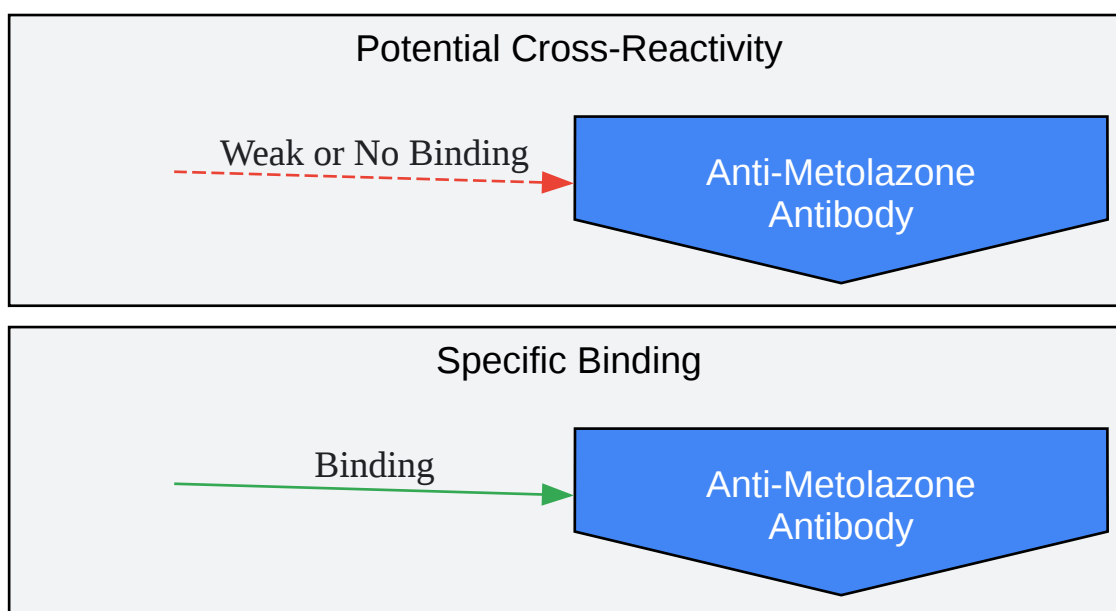 Potential Cross-Reactivity
Weak or No Binding
Anti-Metolazone
Antibody
Specific Binding
Binding
Anti-Metolazone
Antibody